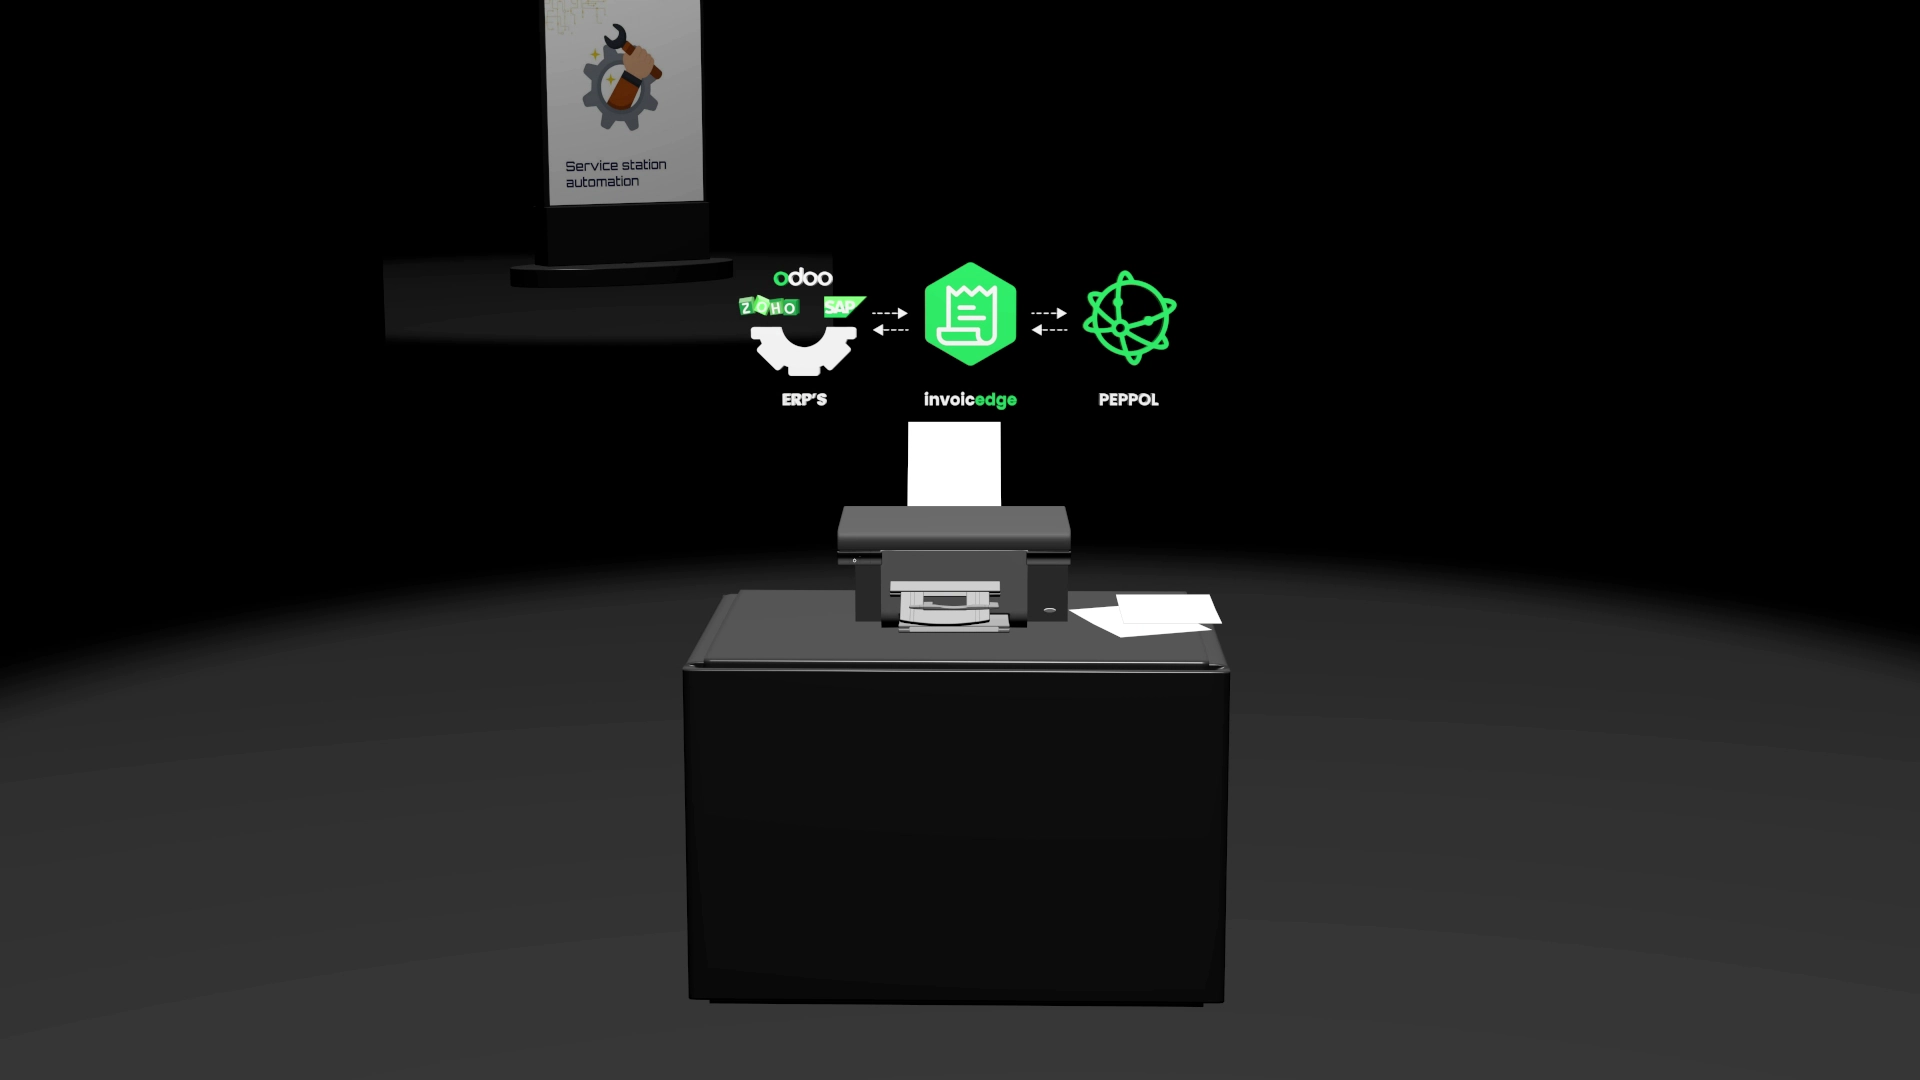 Service station
automation
odoo
ZOHO
SAP
ERP'S
invoicedge
PEPPOL